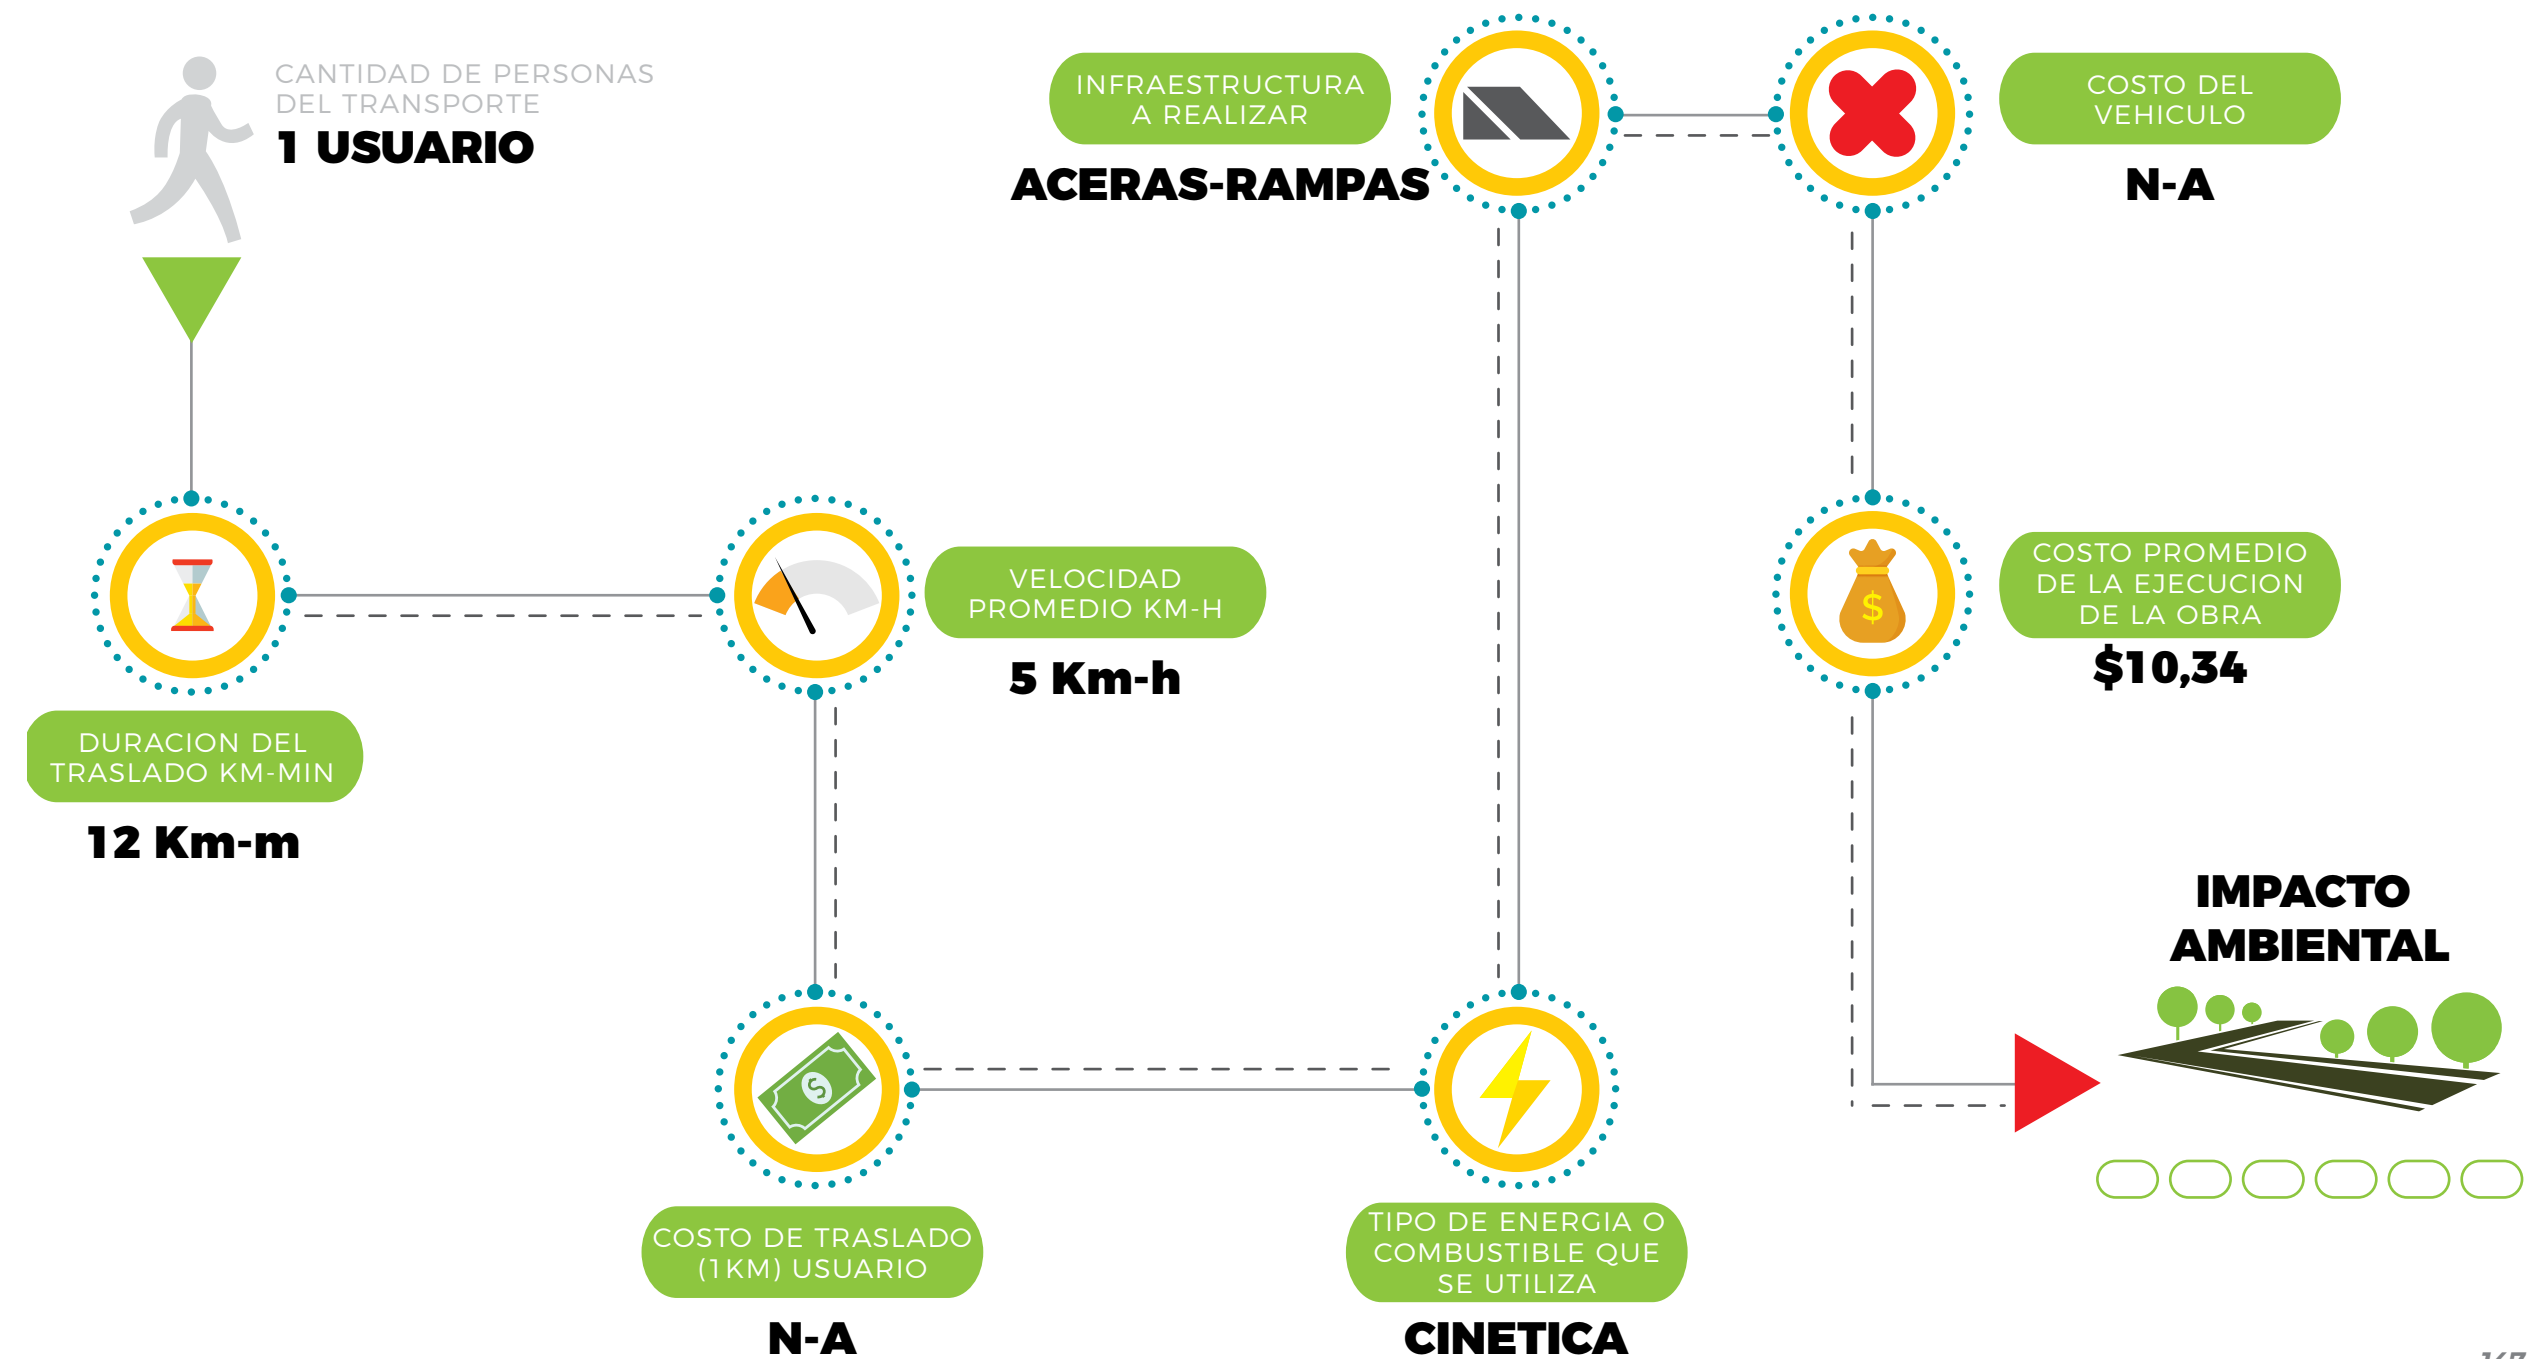 CANTIDAD DE PERSONAS
DEL TRANSPORTE
1 USUARIO
DURACION DEL
TRASLADO KM-MIN
12 Km-m
VELOCIDAD
PROMEDIO KM-H
5 Km-h
COSTO DE TRASLADO
(1KM) USUARIO
N-A
TIPO DE ENERGIA O
COMBUSTIBLE QUE
SE UTILIZA
CINETICA
INFRAESTRUCTURA
A REALIZAR
ACERAS-RAMPAS
COSTO DEL
VEHICULO
N-A
$
$
COSTO PROMEDIO
DE LA EJECUCION
DE LA OBRA
$10,34
IMPACTO
AMBIENTAL